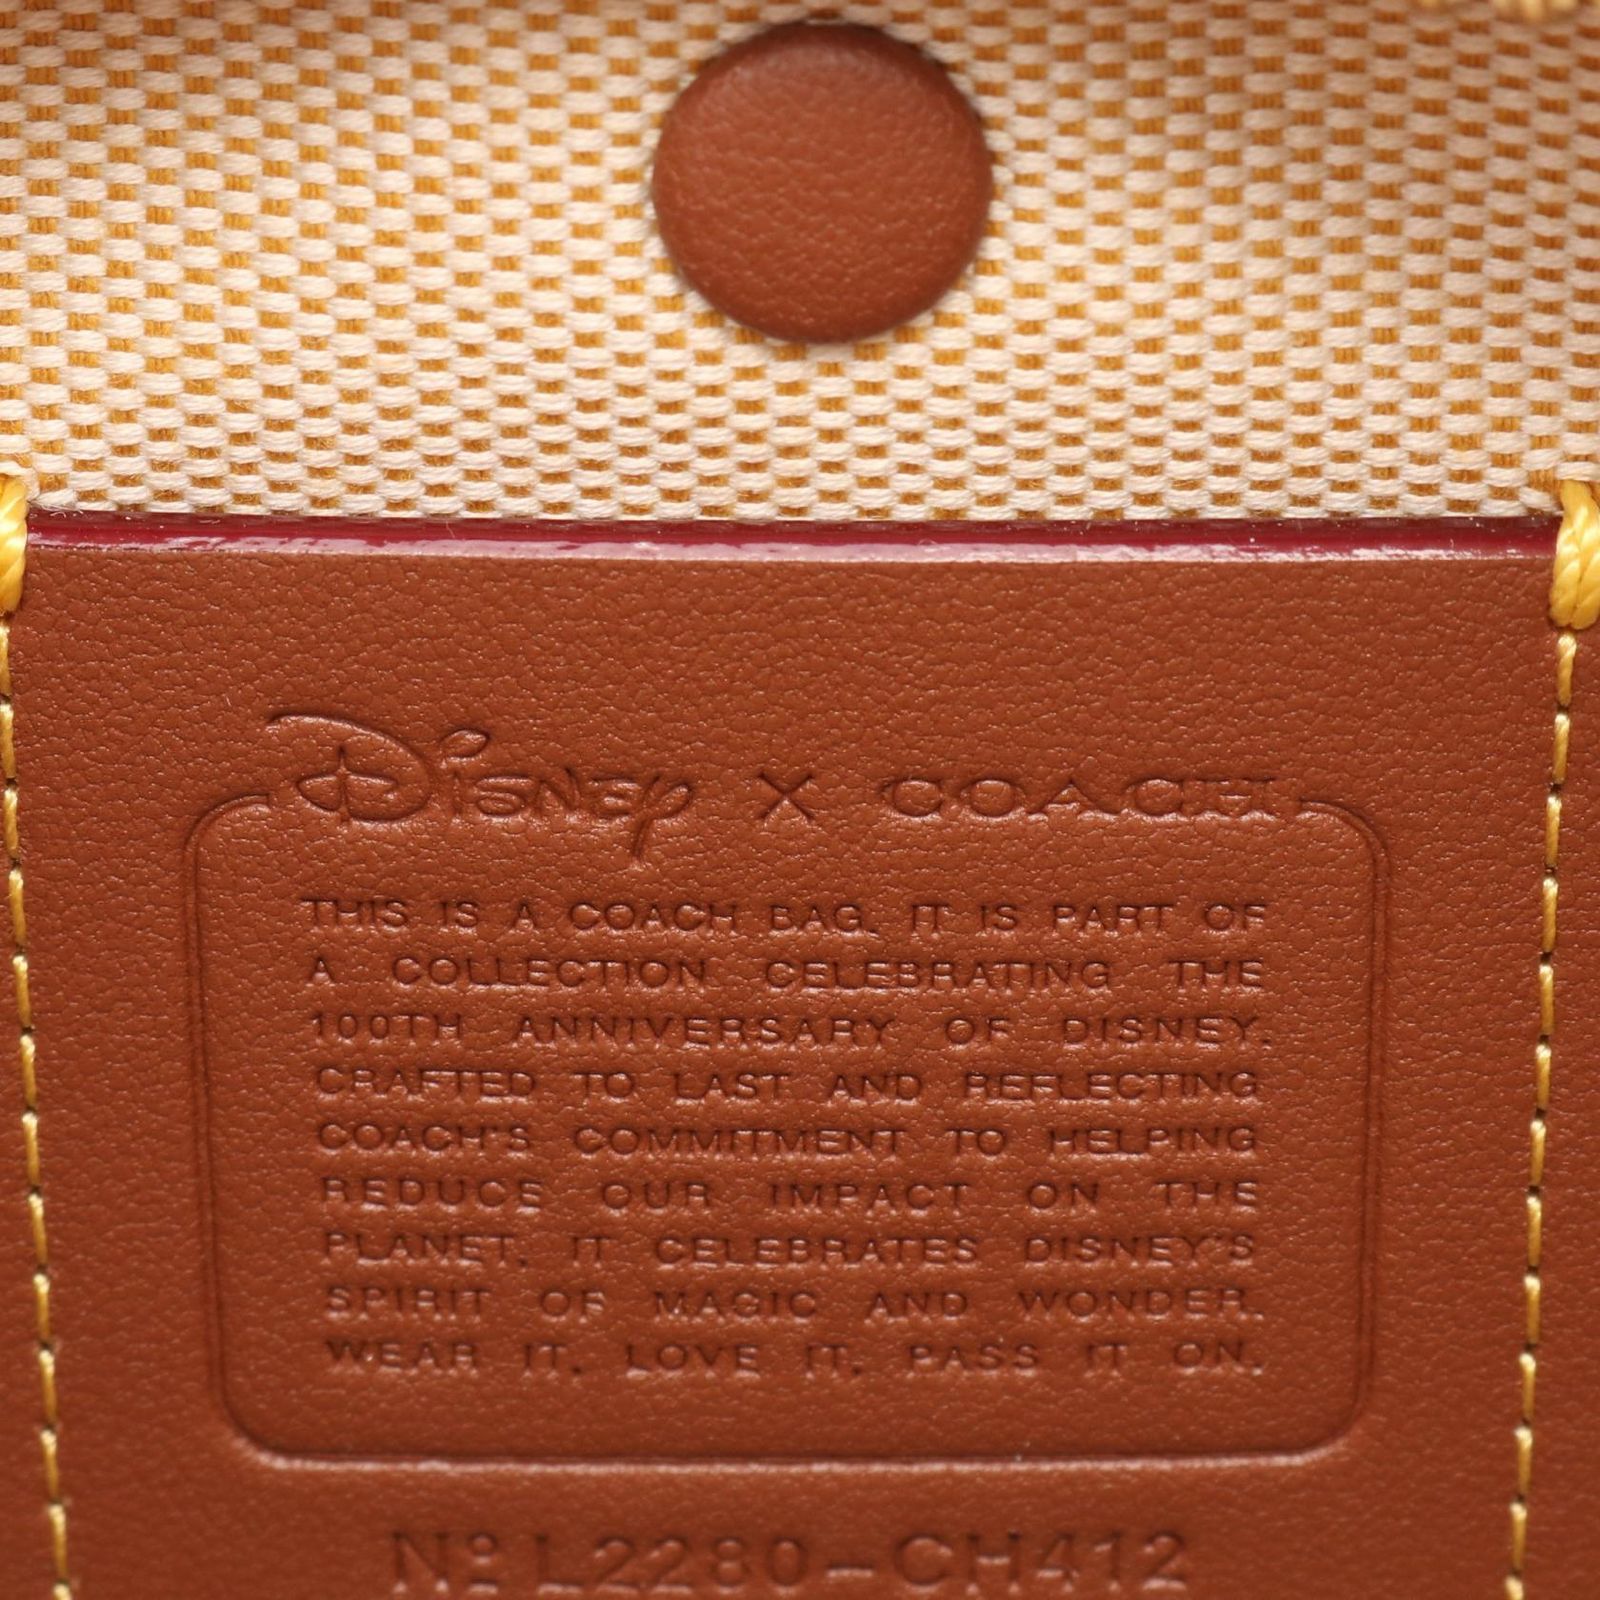 Disney X COACH
THIS IS A COACH BAG. IT IS PART OF
A COLLECTION CELEBRATING THE
100TH ANNIVERSARY OF DISNEY.
CRAFTED TO LAST AND REFLECTING
COACH'S COMMITMENT TO HELPING
REDUCE OUR IMPACT ON THE
PLANET. IT CELEBRATES DISNEY'S
SPIRIT OF MAGIC AND WONDER.
WEAR IT. LOVE IT. PASS IT ON.
Nº L2280-CH412